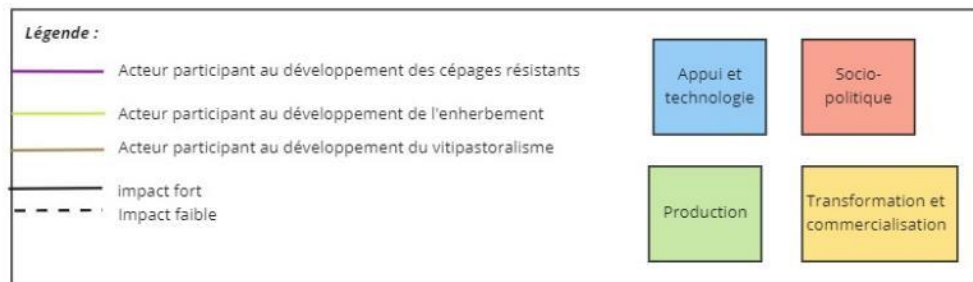 Légende :
Acteur participant au développement des cépages résistants
Acteur participant au développement de l'enherbement
Acteur participant au développement du vitipastoralisme
impact fort
Impact faible
Appui et
technologie
Socio-
politique
Production
Transformation et
commercialisation